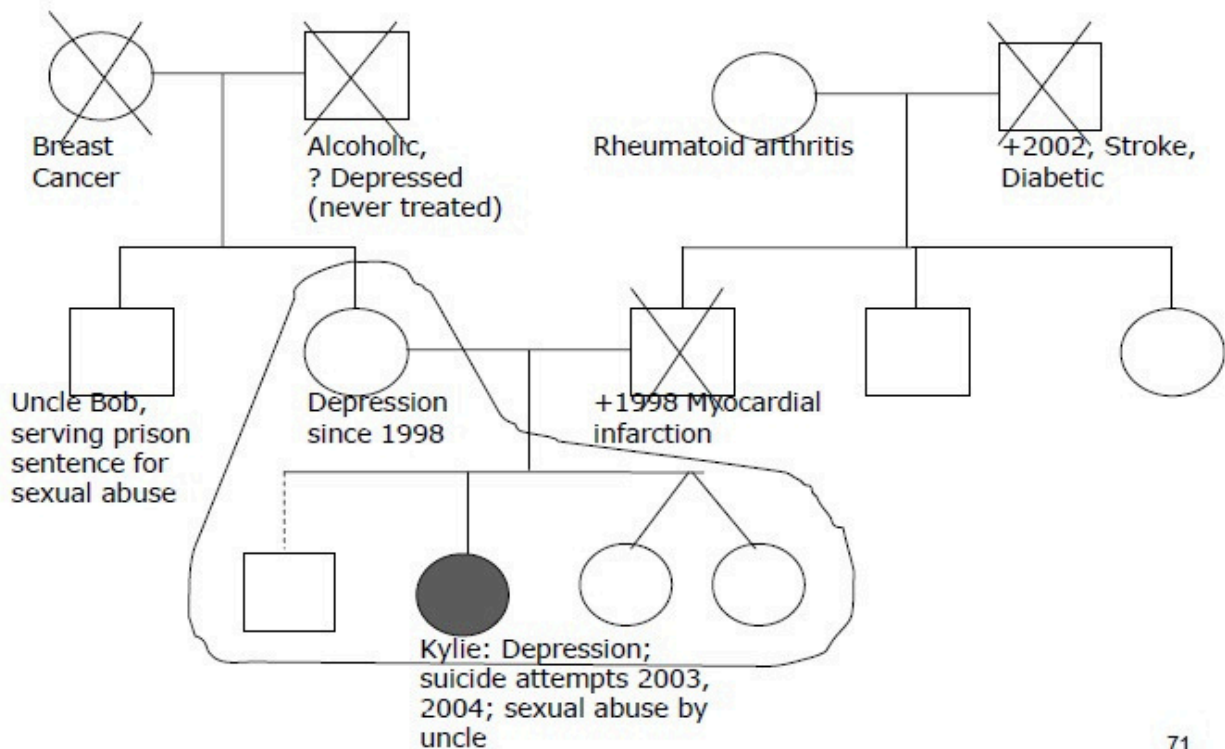 Breast
Cancer
Alcoholic,
? Depressed
(never treated)
Rheumatoid arthritis
+2002, Stroke,
Diabetic
Uncle Bob,
serving prison
sentence for
sexual abuse
Depression
since 1998
+1998 Myocardial
infarction
Kylie: Depression;
suicide attempts 2003,
2004; sexual abuse by
uncle
71